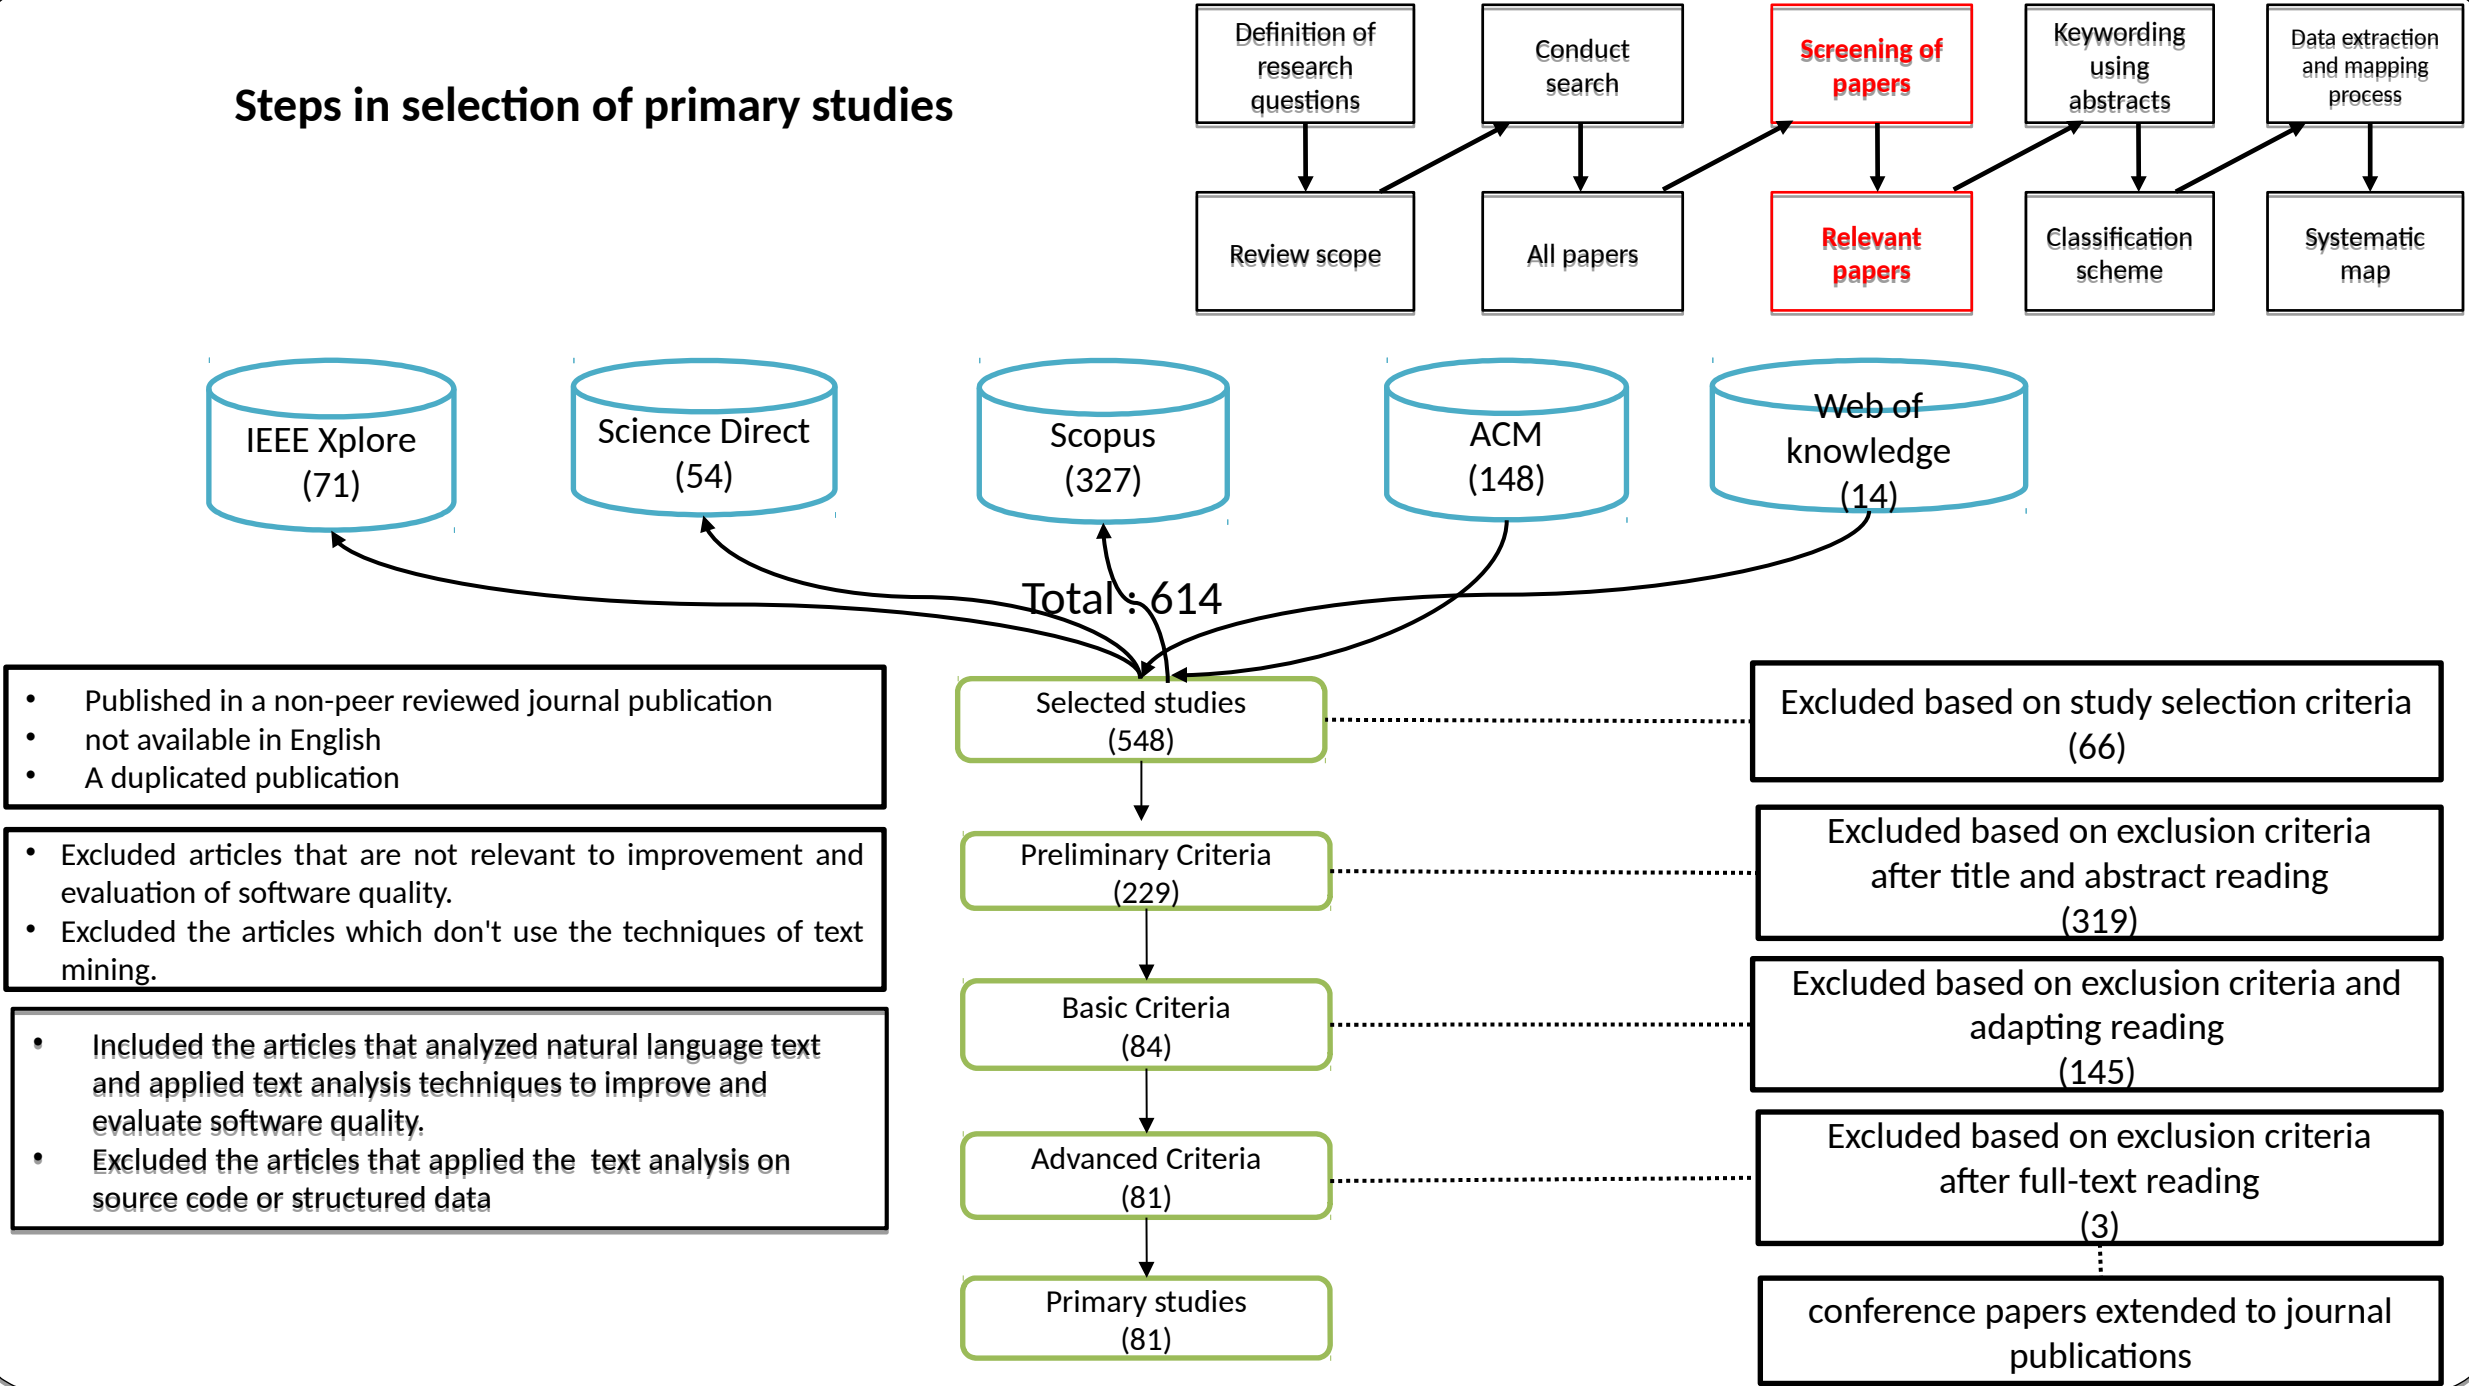 Steps in selection of primary studies
Definition of
research
questions
Conduct
search
Screening of
papers
Keywording
using
abstracts
Data extraction
and mapping
process
Review scope
All papers
Relevant
papers
Classification
scheme
Systematic
map
IEEE Xplore
(71)
Science Direct
(54)
Scopus
(327)
ACM
(148)
Web of
knowledge
(14)
Total : 614
• Published in a non-peer reviewed journal publication
• not available in English
• A duplicated publication
Selected studies
(548)
Excluded based on study selection criteria
(66)
• Excluded articles that are not relevant to improvement and
evaluation of software quality.
• Excluded the articles which don't use the techniques of text
mining.
Preliminary Criteria
(229)
Excluded based on exclusion criteria
after title and abstract reading
(319)
• Included the articles that analyzed natural language text
and applied text analysis techniques to improve and
evaluate software quality.
• Excluded the articles that applied the text analysis on
source code or structured data
Basic Criteria
(84)
Excluded based on exclusion criteria and
adapting reading
(145)
Advanced Criteria
(81)
Excluded based on exclusion criteria
after full-text reading
(3)
Primary studies
(81)
conference papers extended to journal
publications